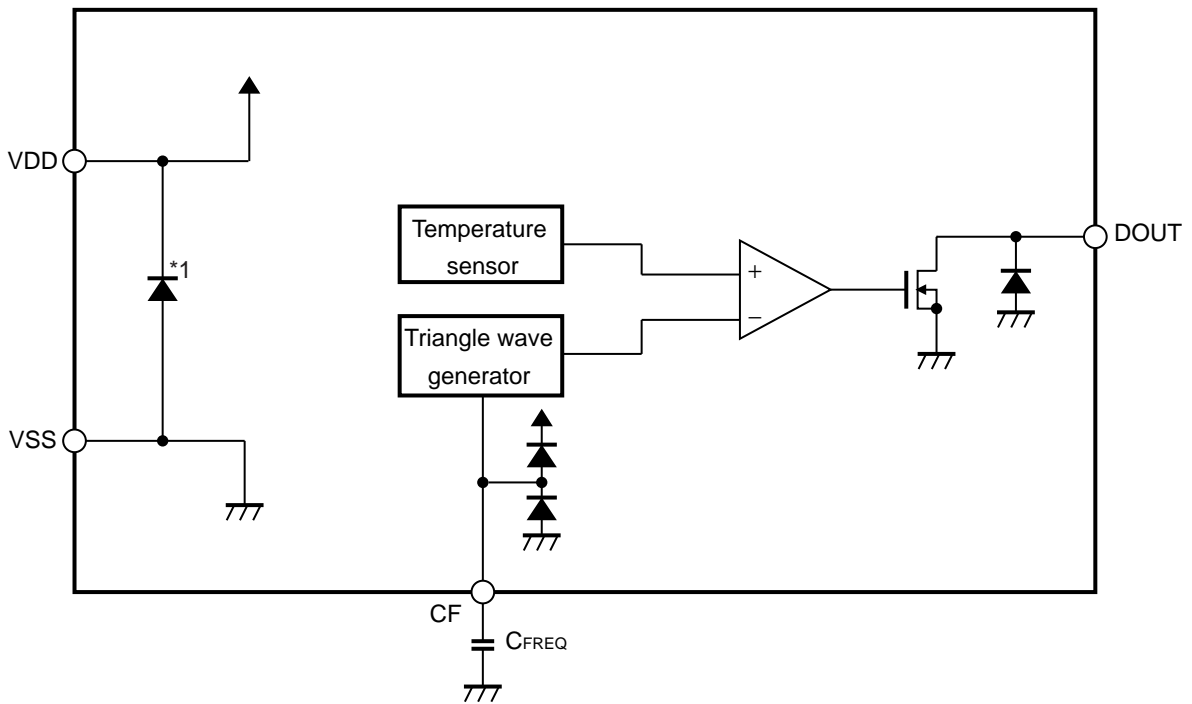 VDD
*1
VSS
Temperature
sensor
Triangle wave
generator
+
−
DOUT
CF
CFREQ